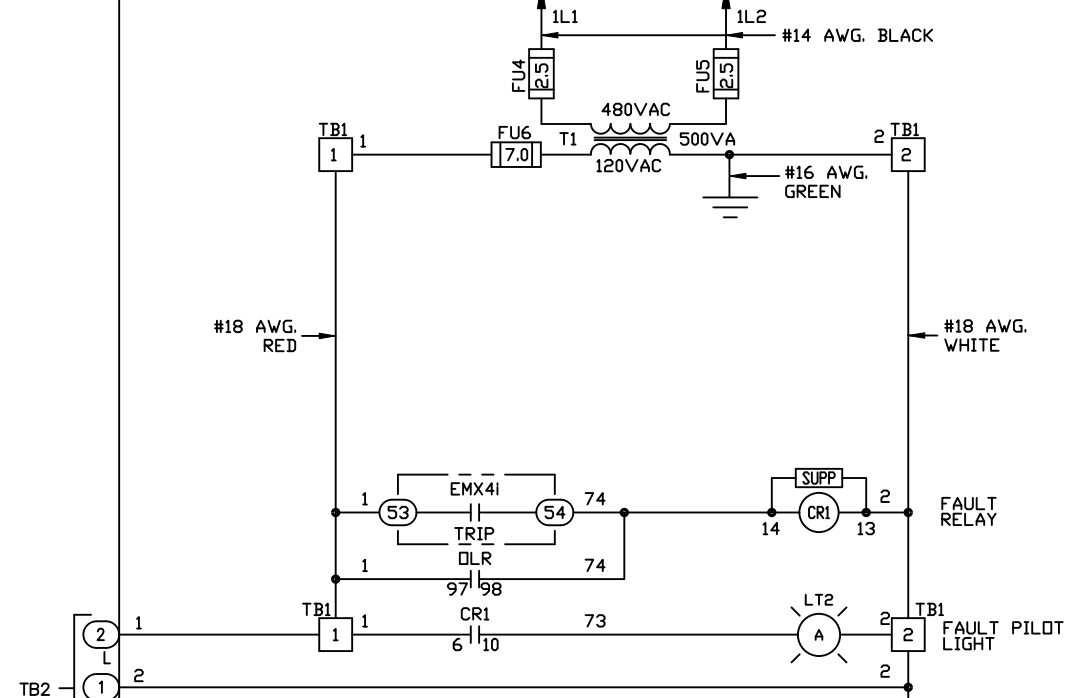 1L1
1L2
#14 AWG. BLACK
FU4
2.5
FU5
2.5
480VAC
TB1
1
FU6
T1
500VA
2
TB1
1
7.0
2
120VAC
#16 AWG.
GREEN
#18 AWG.
RED
#18 AWG.
WHITE
SUPP
EMX4i
1
53
54
74
CR1
2
FAULT
RELAY
14
13
TRIP
OLR
1
74
97
98
TB1
CR1
LT2
TB1
1
1
73
2
FAULT PILOT
LIGHT
2
1
A
2
L
6
10
2
2
TB2
1